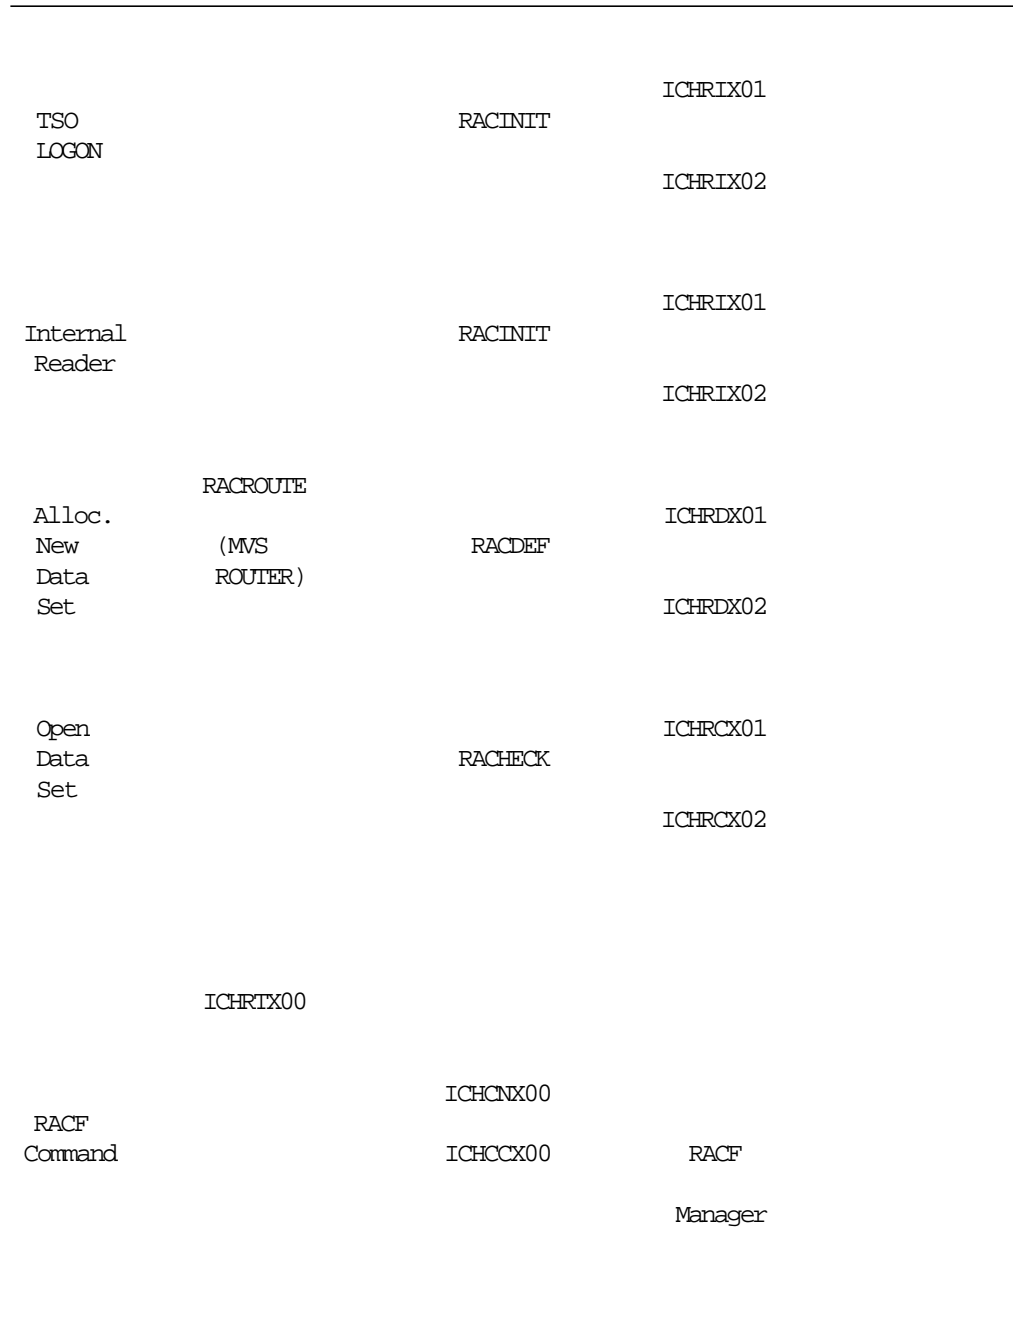 ICHRIX01
TSO RACINIT
LOGON
ICHRIX02
ICHRIX01
Internal RACINIT
Reader
ICHRIX02
RACROUTE
Alloc. ICHRDX01
New (MVS RACDEF
Data ROUTER)
Set ICHRDX02
Open ICHRCX01
Data RACHECK
Set
ICHRCX02
ICHRTX00
ICHCNX00
RACF
Command ICHCCX00 RACF
Manager